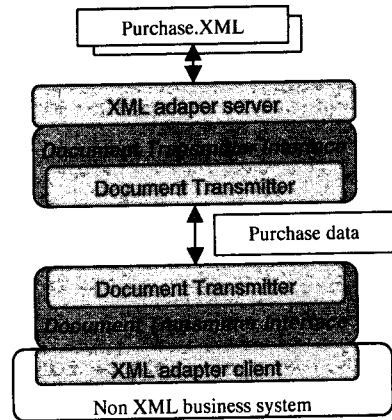 Purchase.XML
XML adaper server
Document Transmitter Interface
Document Transmitter
Purchase data
Document Transmitter
Document Transmitter Interface
XML adapter client
Non XML business system